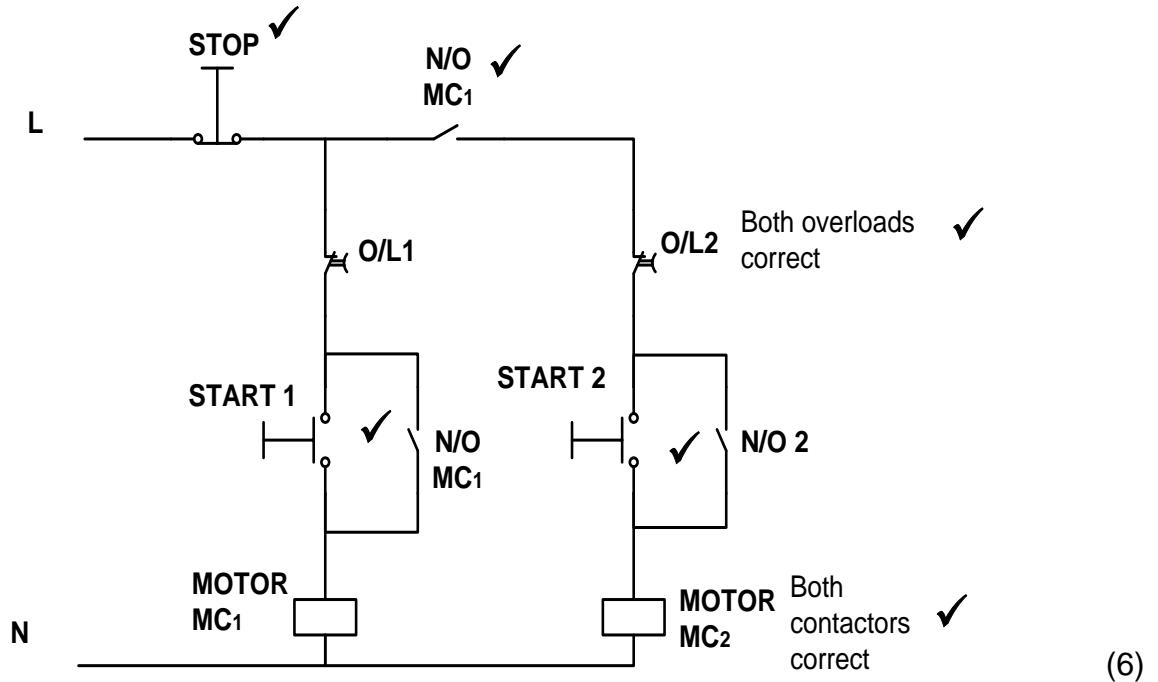 STOP ✓
N/O ✓
MC1
L
O/L1
O/L2
Both overloads ✓
correct
START 1
✓
N/O
MC1
START 2
✓
N/O 2
MOTOR
MC1
MOTOR
MC2
Both
contactors ✓
correct
N
(6)